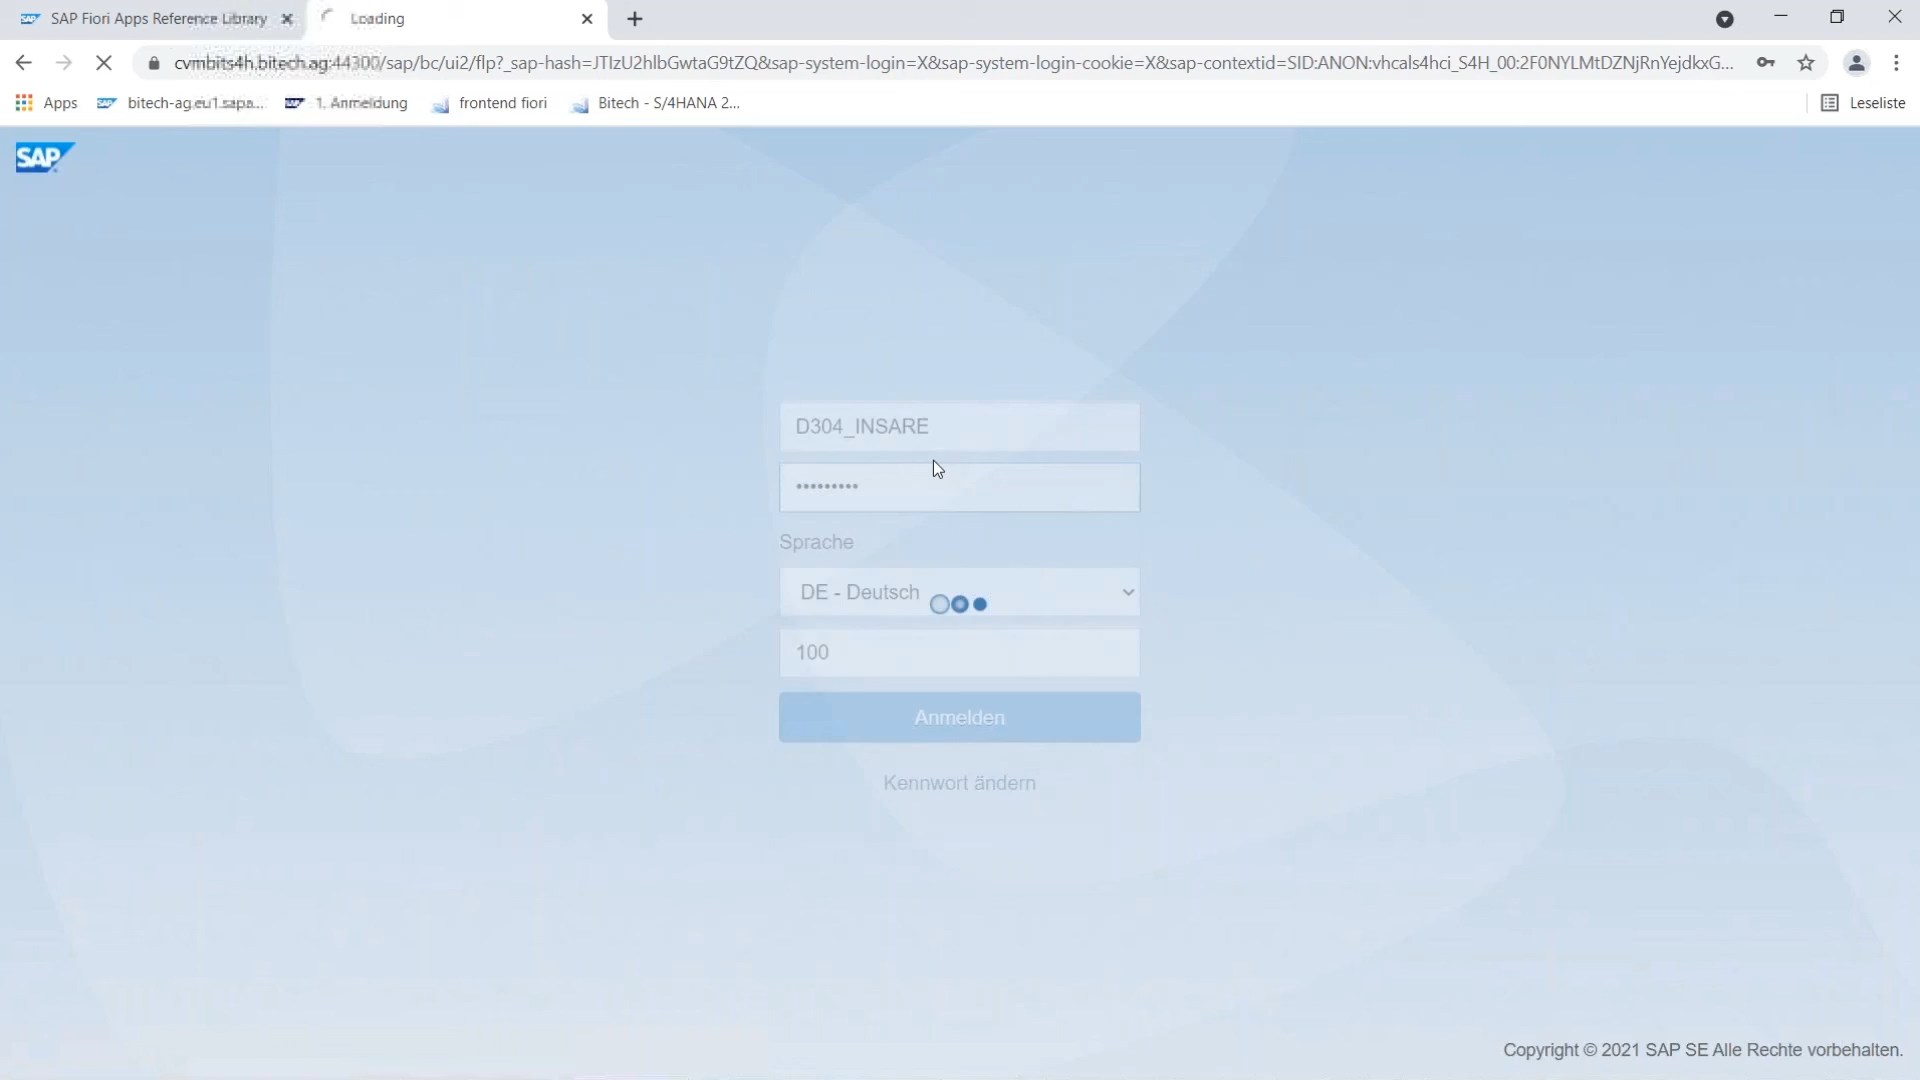 SAP Fiori Apps Reference Library
Loading
cvmbits4h.bitech.ag:44300/sap/bc/ui2/flp?_sap-hash=JTIzU2hlbGwtaG9tZQ&sap-system-login=X&sap-system-login-cookie=X&sap-contextid=SID:ANON:vhcals4hci_S4H_00:2F0NYLMtDZNjRnYejdkxG...
Apps
bitech-ag.eu1.sapa...
1. Anmeldung
frontend fiori
Bitech - S/4HANA 2...
Leseliste
SAP
D304_INSARE
•••••••••
Sprache
DE - Deutsch
100
Anmelden
Kennwort ändern
Copyright © 2021 SAP SE Alle Rechte vorbehalten.